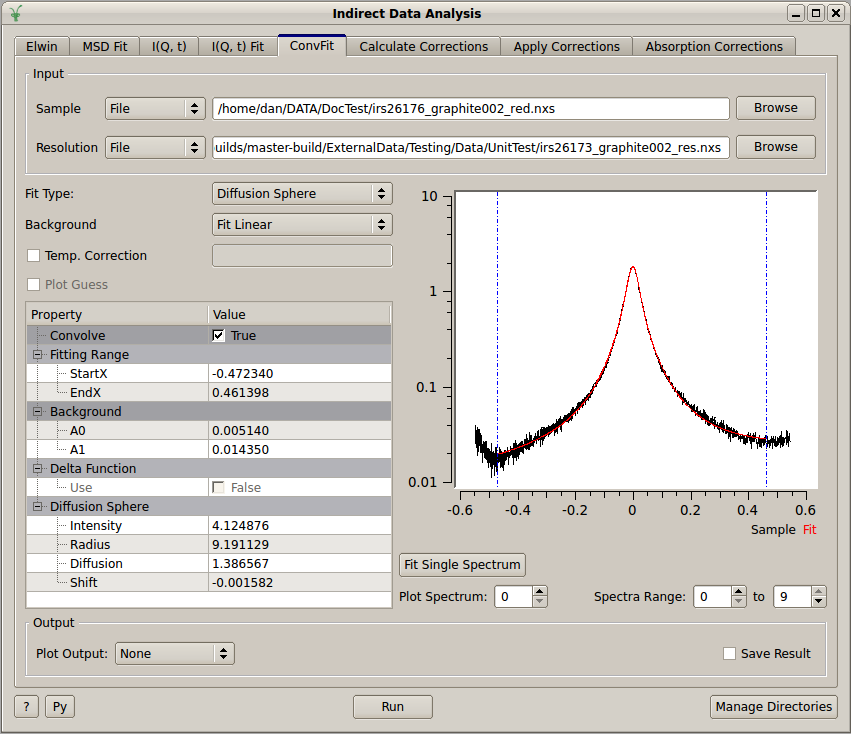 Indirect Data Analysis
Elwin MSD Fit I(Q, t) I(Q, t) Fit ConvFit Calculate Corrections Apply Corrections Absorption Corrections
Input
Sample File /home/dan/DATA/DocTest/irs26176_graphite002_red.nxs Browse
Resolution File uilds/master-build/ExternalData/Testing/Data/UnitTest/irs26173_graphite002_res.nxs Browse
Fit Type: Diffusion Sphere
Background Fit Linear
Temp. Correction
Plot Guess
Property Value
Convolve True
Fitting Range
StartX -0.472340
EndX 0.461398
Background
A0 0.005140
A1 0.014350
Delta Function
Use False
Diffusion Sphere
Intensity 4.124876
Radius 9.191129
Diffusion 1.386567
Shift -0.001582
10
1
0.1
0.01
-0.6 -0.4 -0.2 0 0.2 0.4 0.6
Sample Fit
Fit Single Spectrum
Plot Spectrum: 0 Spectra Range: 0 to 9
Output
Plot Output: None Save Result
? Py Run Manage Directories